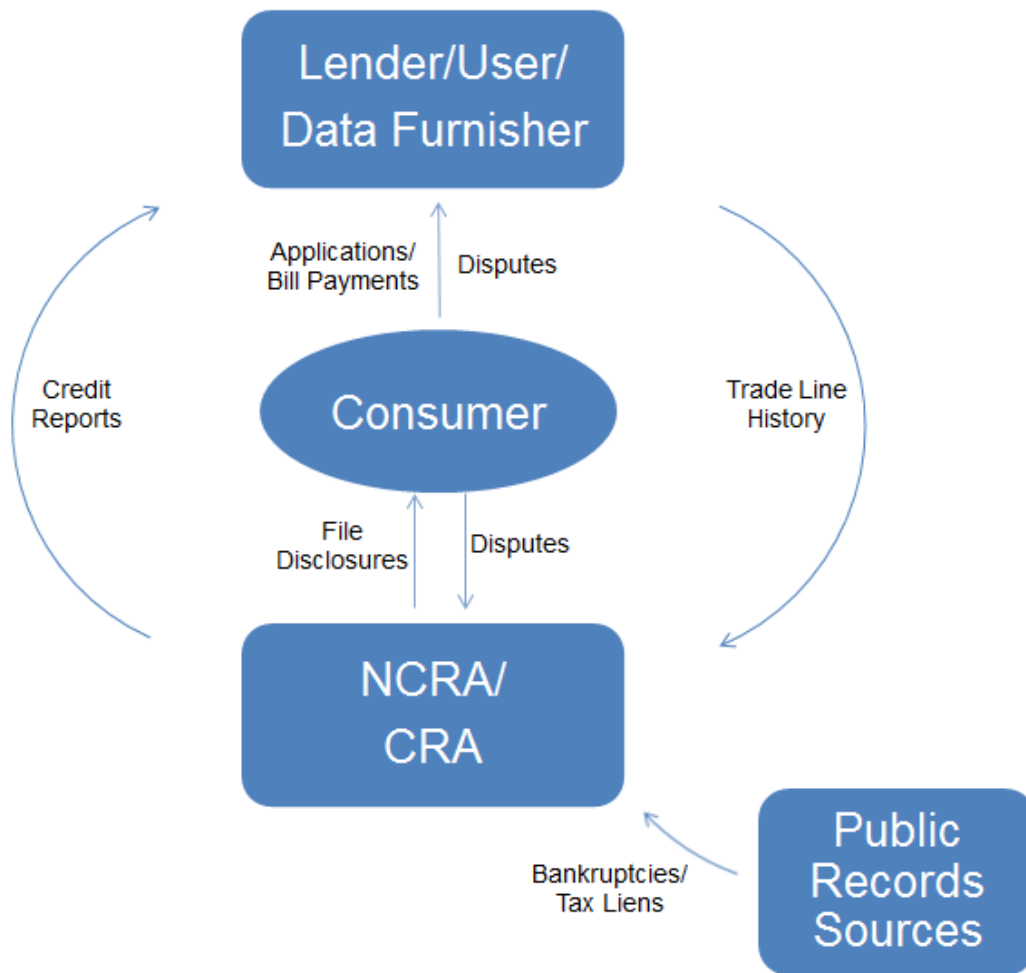 Lender/User/
Data Furnisher
Applications/
Bill Payments
Disputes
Credit
Reports
Consumer
Trade Line
History
File
Disclosures
Disputes
NCRA/
CRA
Bankruptcies/
Tax Liens
Public
Records
Sources